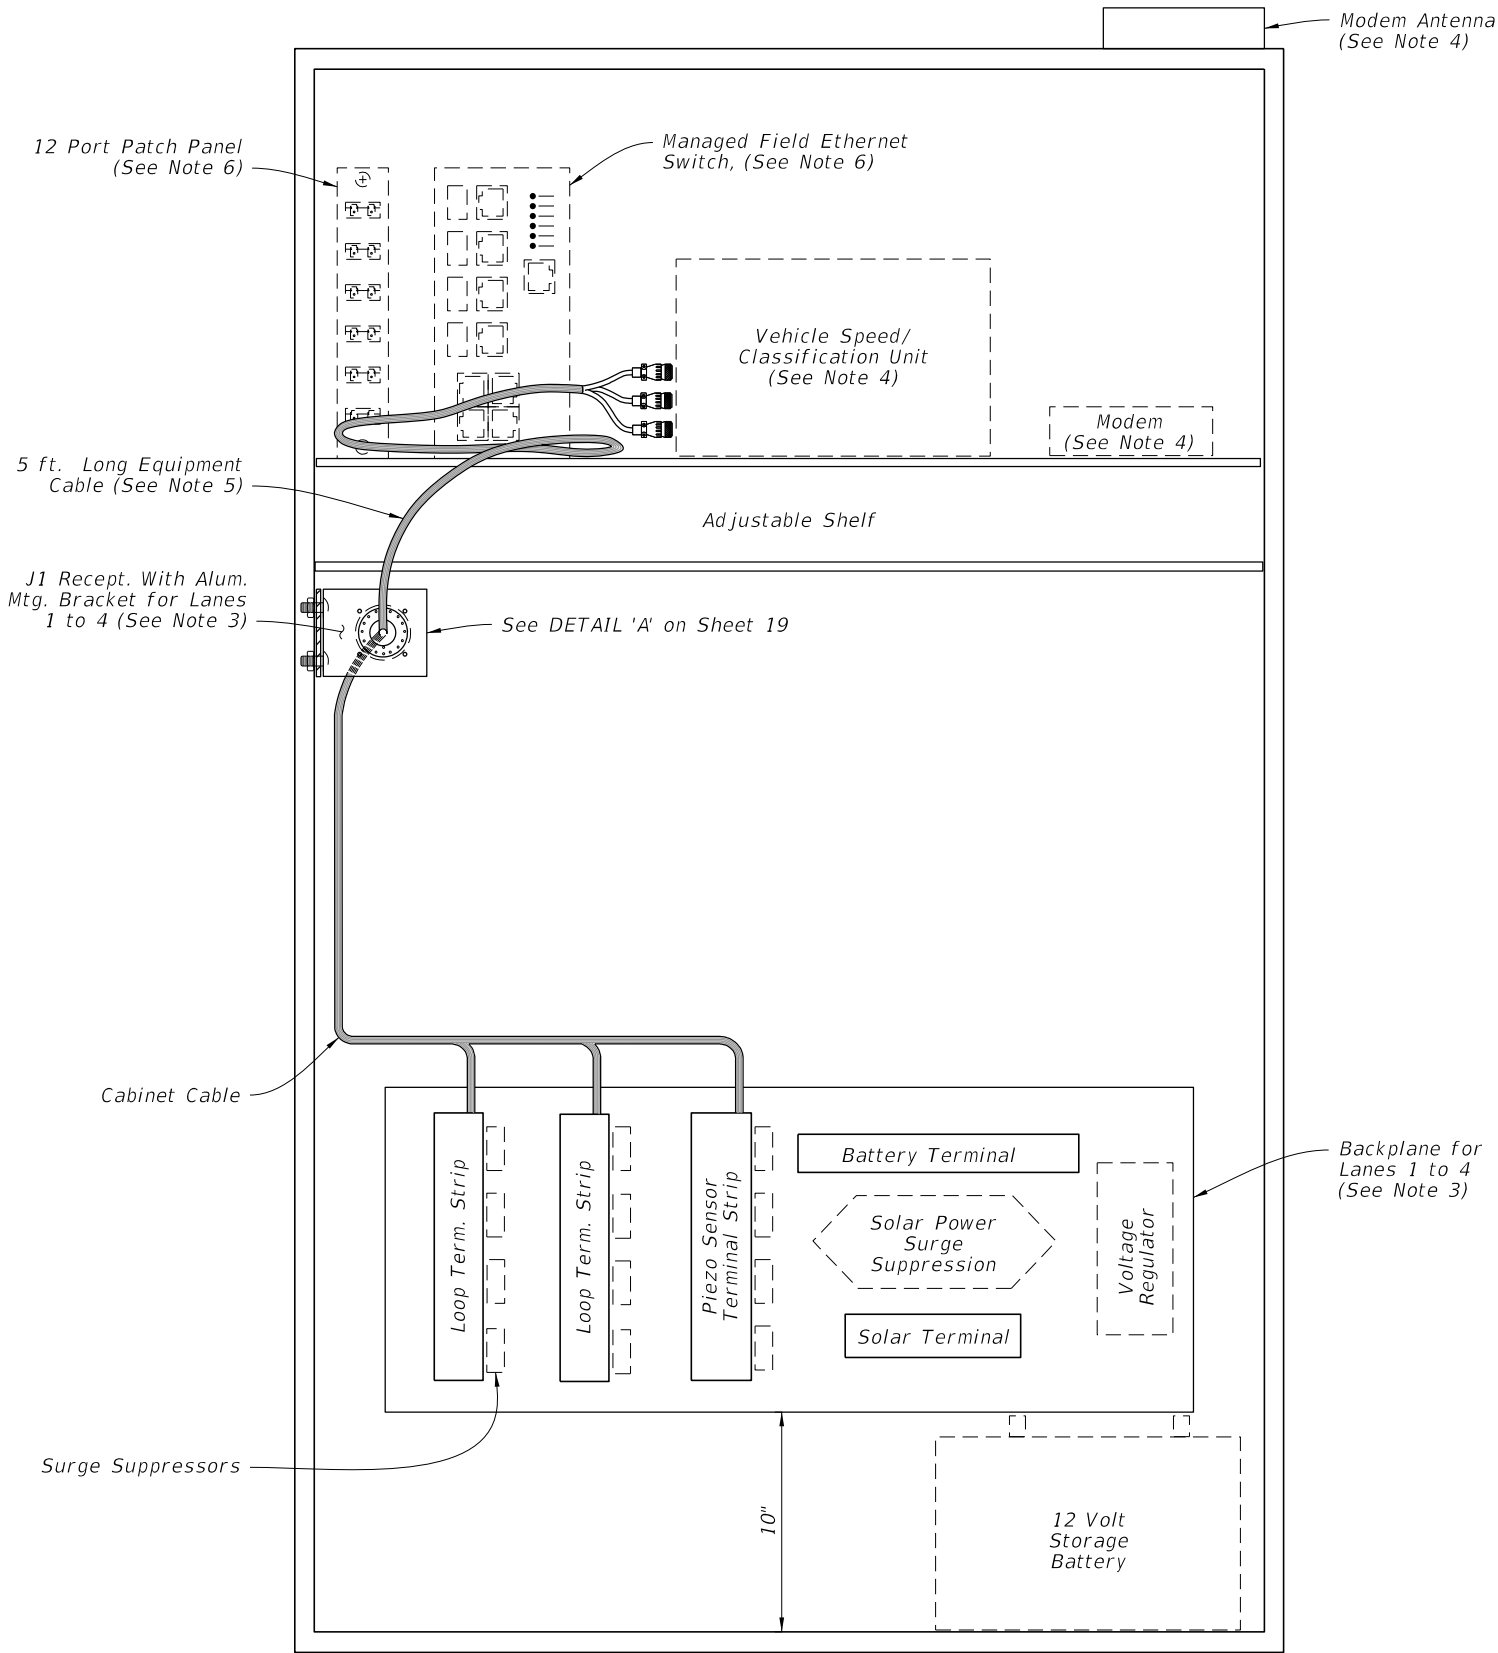 Modem Antenna
(See Note 4)
12 Port Patch Panel
(See Note 6)
Managed Field Ethernet
Switch, (See Note 6)
Vehicle Speed/
Classification Unit
(See Note 4)
Modem
(See Note 4)
5 ft. Long Equipment
Cable (See Note 5)
Adjustable Shelf
J1 Recept. With Alum.
Mtg. Bracket for Lanes
1 to 4 (See Note 3)
See DETAIL 'A' on Sheet 19
Cabinet Cable
Loop Term. Strip
Loop Term. Strip
Piezo Sensor
Terminal Strip
Battery Terminal
Solar Power
Surge
Suppression
Solar Terminal
Voltage
Regulator
Backplane for
Lanes 1 to 4
(See Note 3)
Surge Suppressors
10"
12 Volt
Storage
Battery